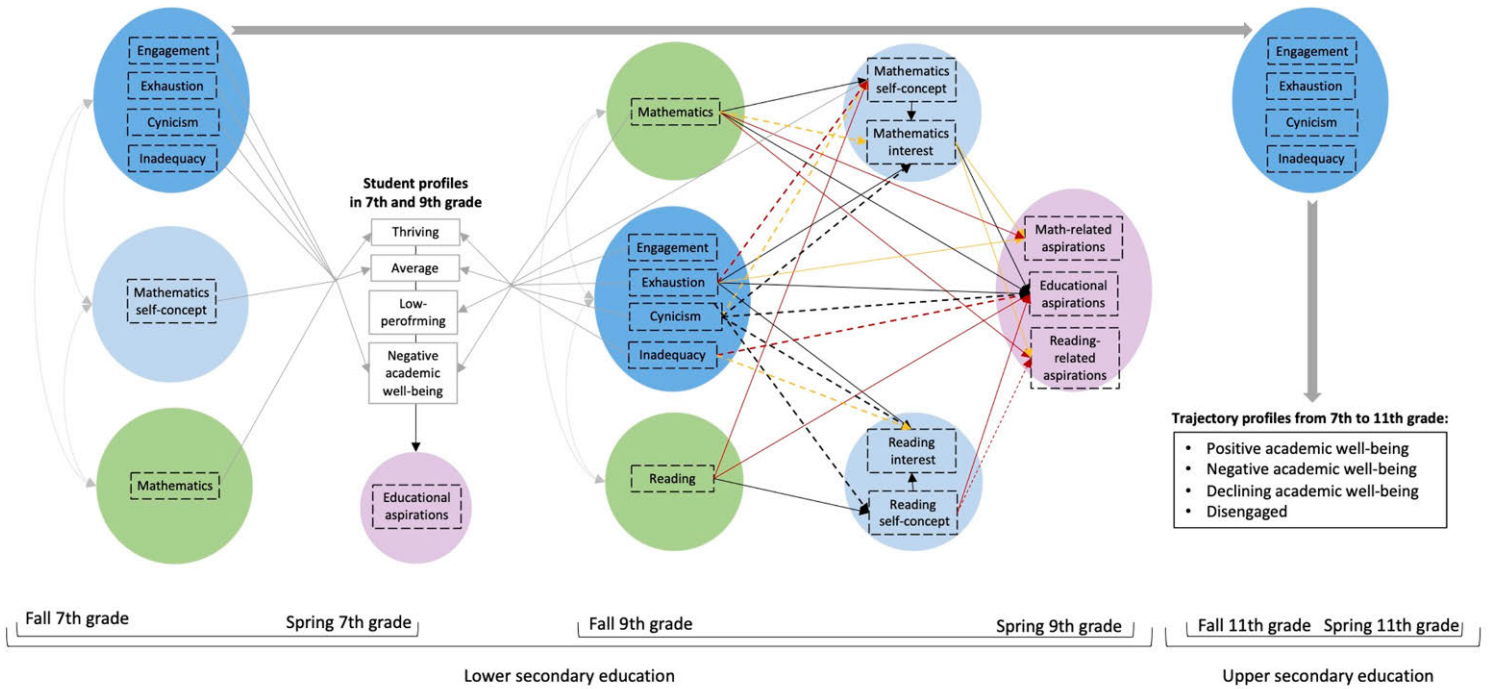 Engagement
Exhaustion
Cynicism
Inadequacy
Mathematics
self-concept
Mathematics
Student profiles
in 7th and 9th grade
Thriving
Average
Low-
perofrming
Negative
academic
well-being
Educational
aspirations
Mathematics
Engagement
Exhaustion
Cynicism
Inadequacy
Reading
Mathematics
self-concept
Mathematics
interest
Reading
interest
Reading
self-concept
Math-related
aspirations
Educational
aspirations
Reading-
related
aspirations
Engagement
Exhaustion
Cynicism
Inadequacy
Trajectory profiles from 7th to 11th grade:
• Positive academic well-being
• Negative academic well-being
• Declining academic well-being
• Disengaged
Fall 7th grade
Spring 7th grade
Fall 9th grade
Spring 9th grade
Fall 11th grade
Spring 11th grade
Lower secondary education
Upper secondary education